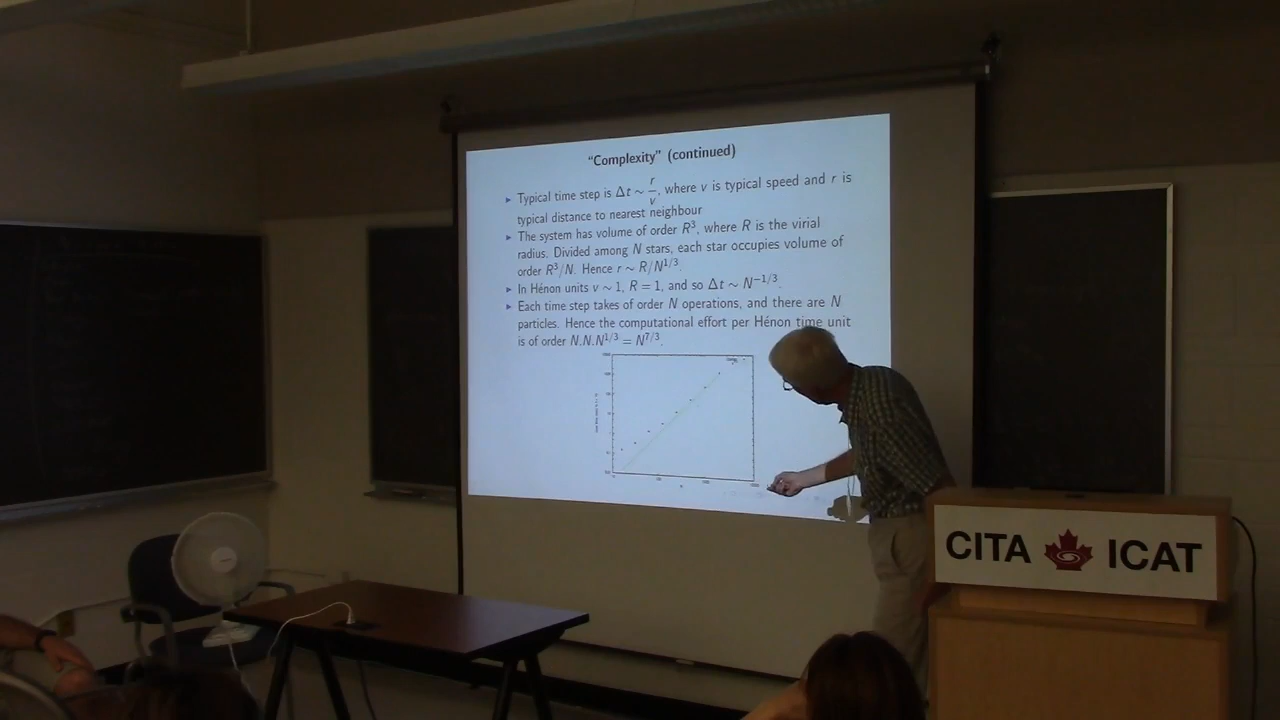 "Complexity" (continued)
▸ Typical time step is Δt ∼ r/v, where v is typical speed and r is
typical distance to nearest neighbour
▸ The system has volume of order R³, where R is the virial
radius. Divided among N stars, each star occupies volume of
order R³/N. Hence r ∼ R/N^{1/3}.
▸ In Hénon units v ∼ 1, R = 1, and so Δt ∼ N^{−1/3}.
▸ Each time step takes of order N operations, and there are N
particles. Hence the computational effort per Hénon time unit
is of order N.N.N^{1/3} = N^{7/3}.
CITA ICAT